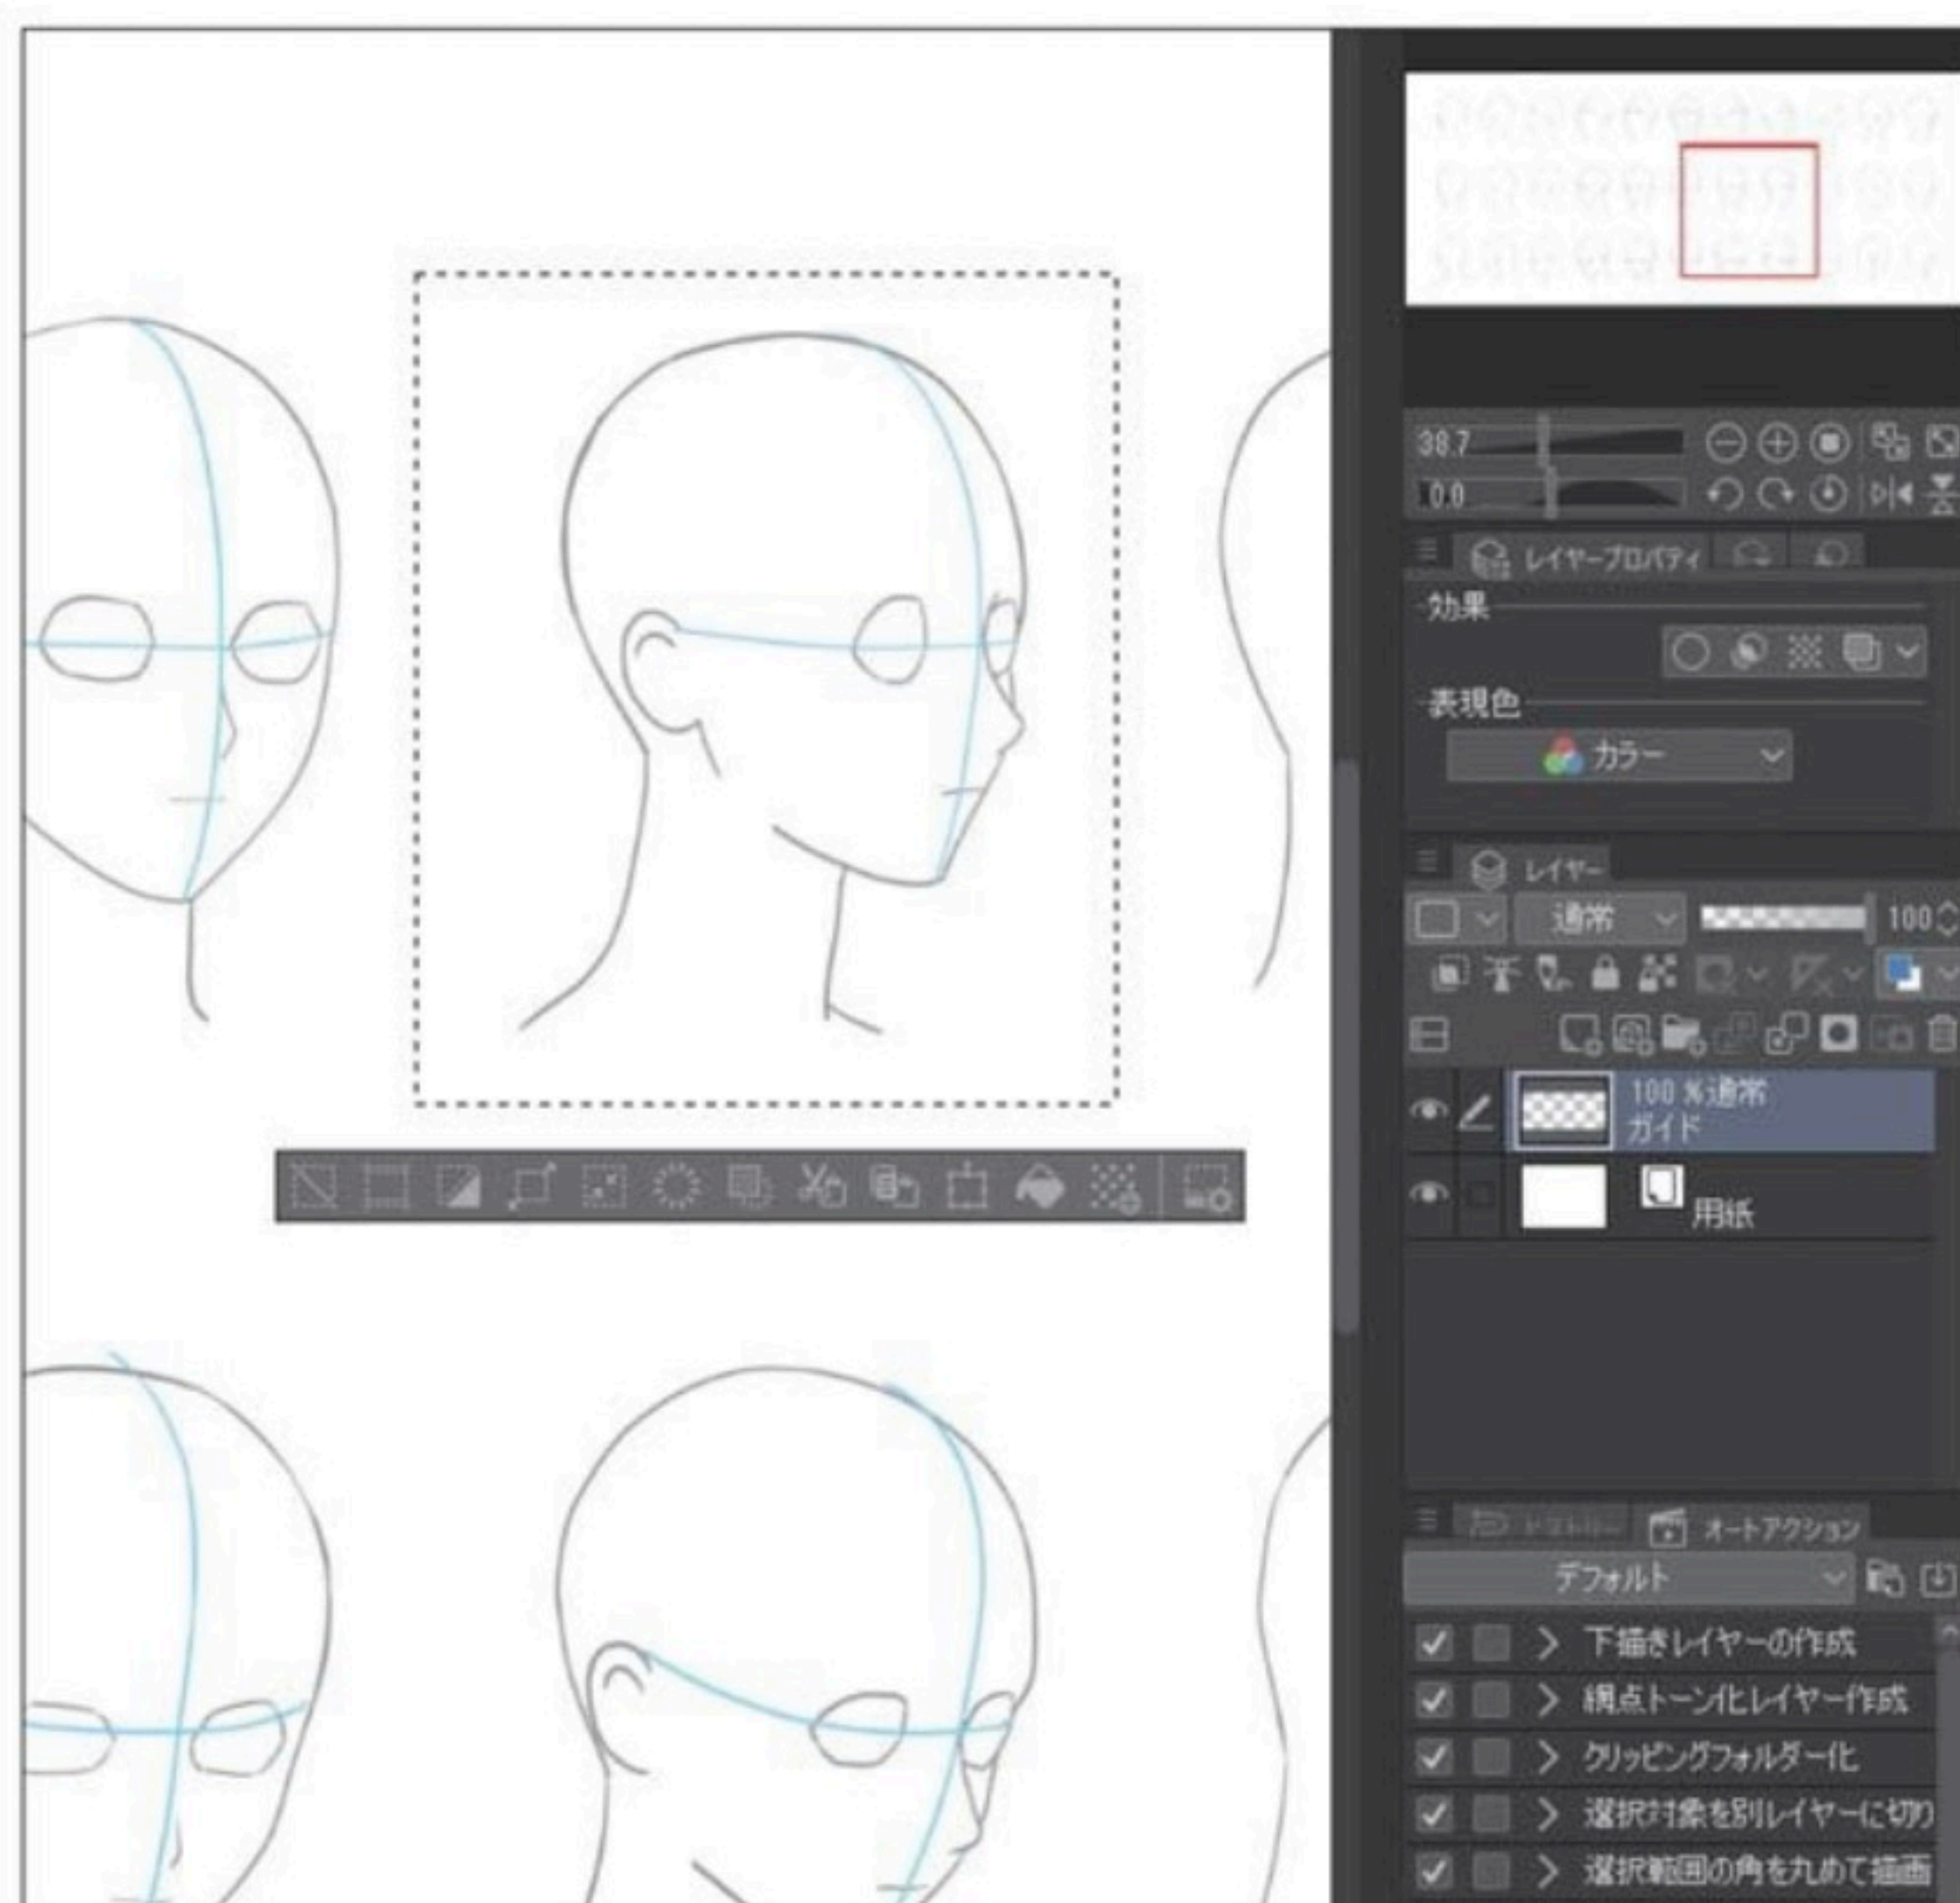 38.7
0.0
レイヤープロパティ
効果
表現色
カラー
レイヤー
通常
100
100 %通常
ガイド
用紙
ヒストリー
オートアクション
デフォルト
下描きレイヤーの作成
網点トーン化レイヤー作成
クリッピングフォルダー化
選択対象を別レイヤーに切り
選択範囲の角を丸めて描画